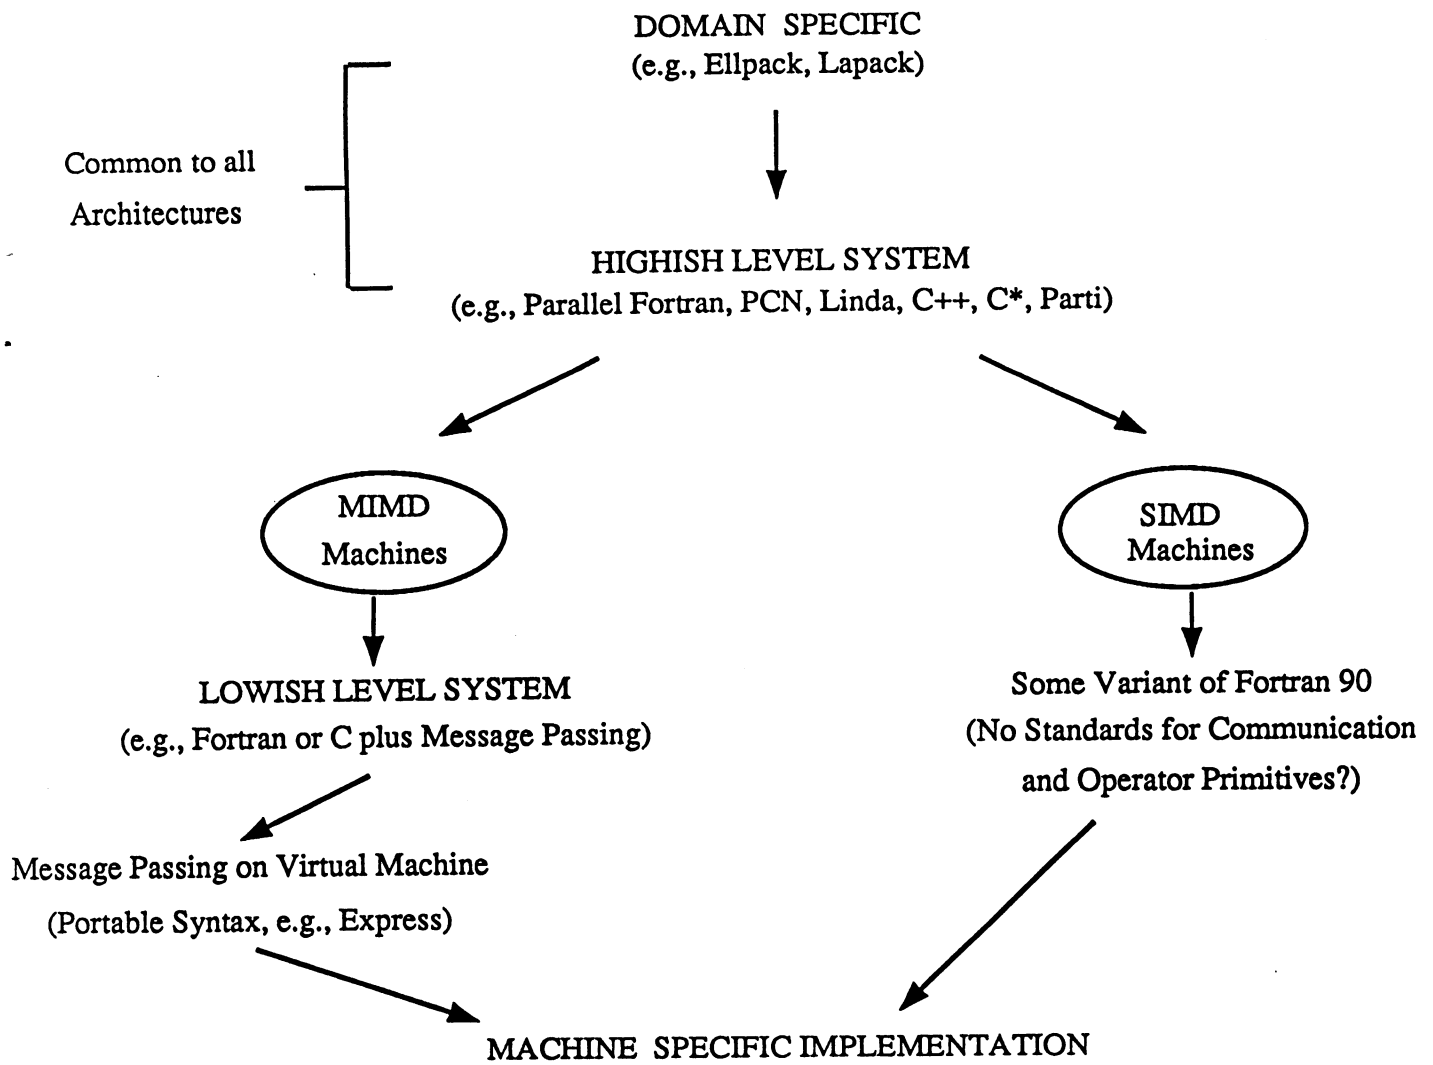 DOMAIN SPECIFIC
(e.g., Ellpack, Lapack)
Common to all
Architectures
HIGHISH LEVEL SYSTEM
(e.g., Parallel Fortran, PCN, Linda, C++, C*, Parti)
MIMD
Machines
SIMD
Machines
LOWISH LEVEL SYSTEM
(e.g., Fortran or C plus Message Passing)
Some Variant of Fortran 90
(No Standards for Communication
and Operator Primitives?)
Message Passing on Virtual Machine
(Portable Syntax, e.g., Express)
MACHINE SPECIFIC IMPLEMENTATION